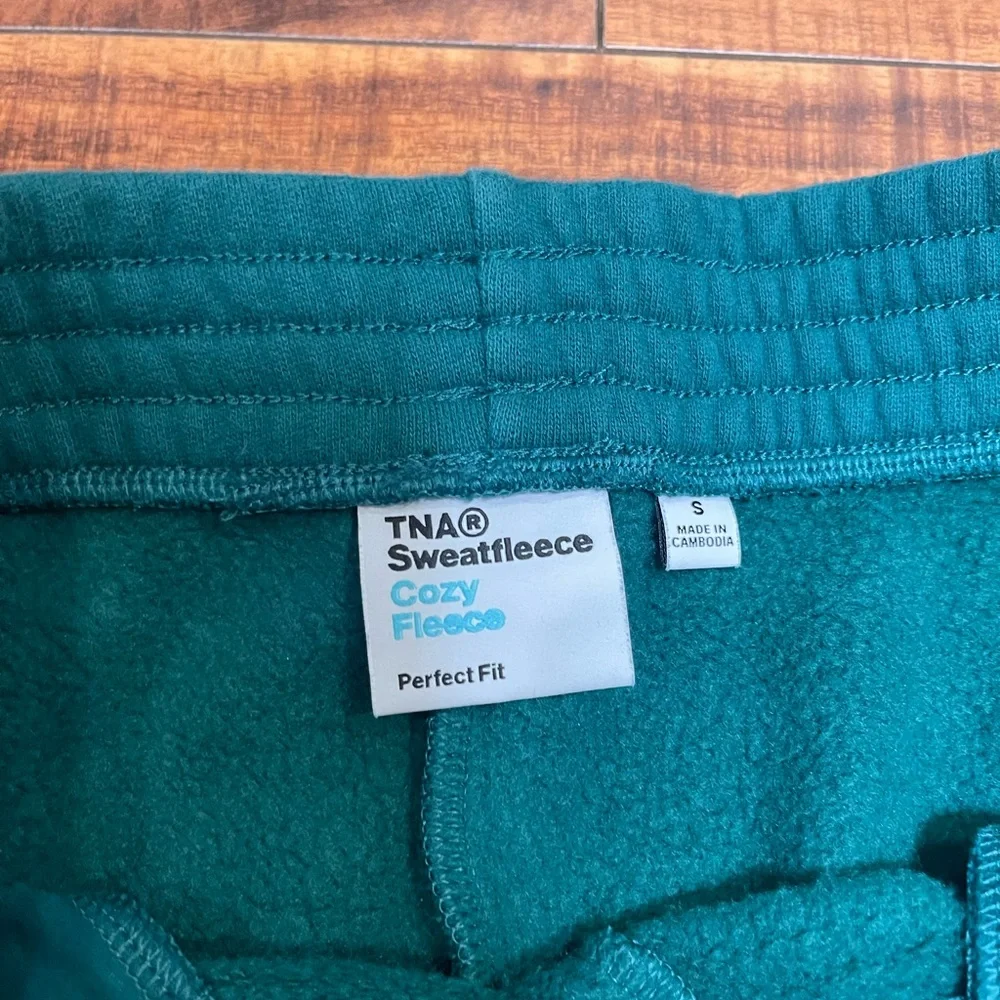 TNA®
Sweatfleece
Cozy
Fleece
Perfect Fit
S
MADE IN
CAMBODIA